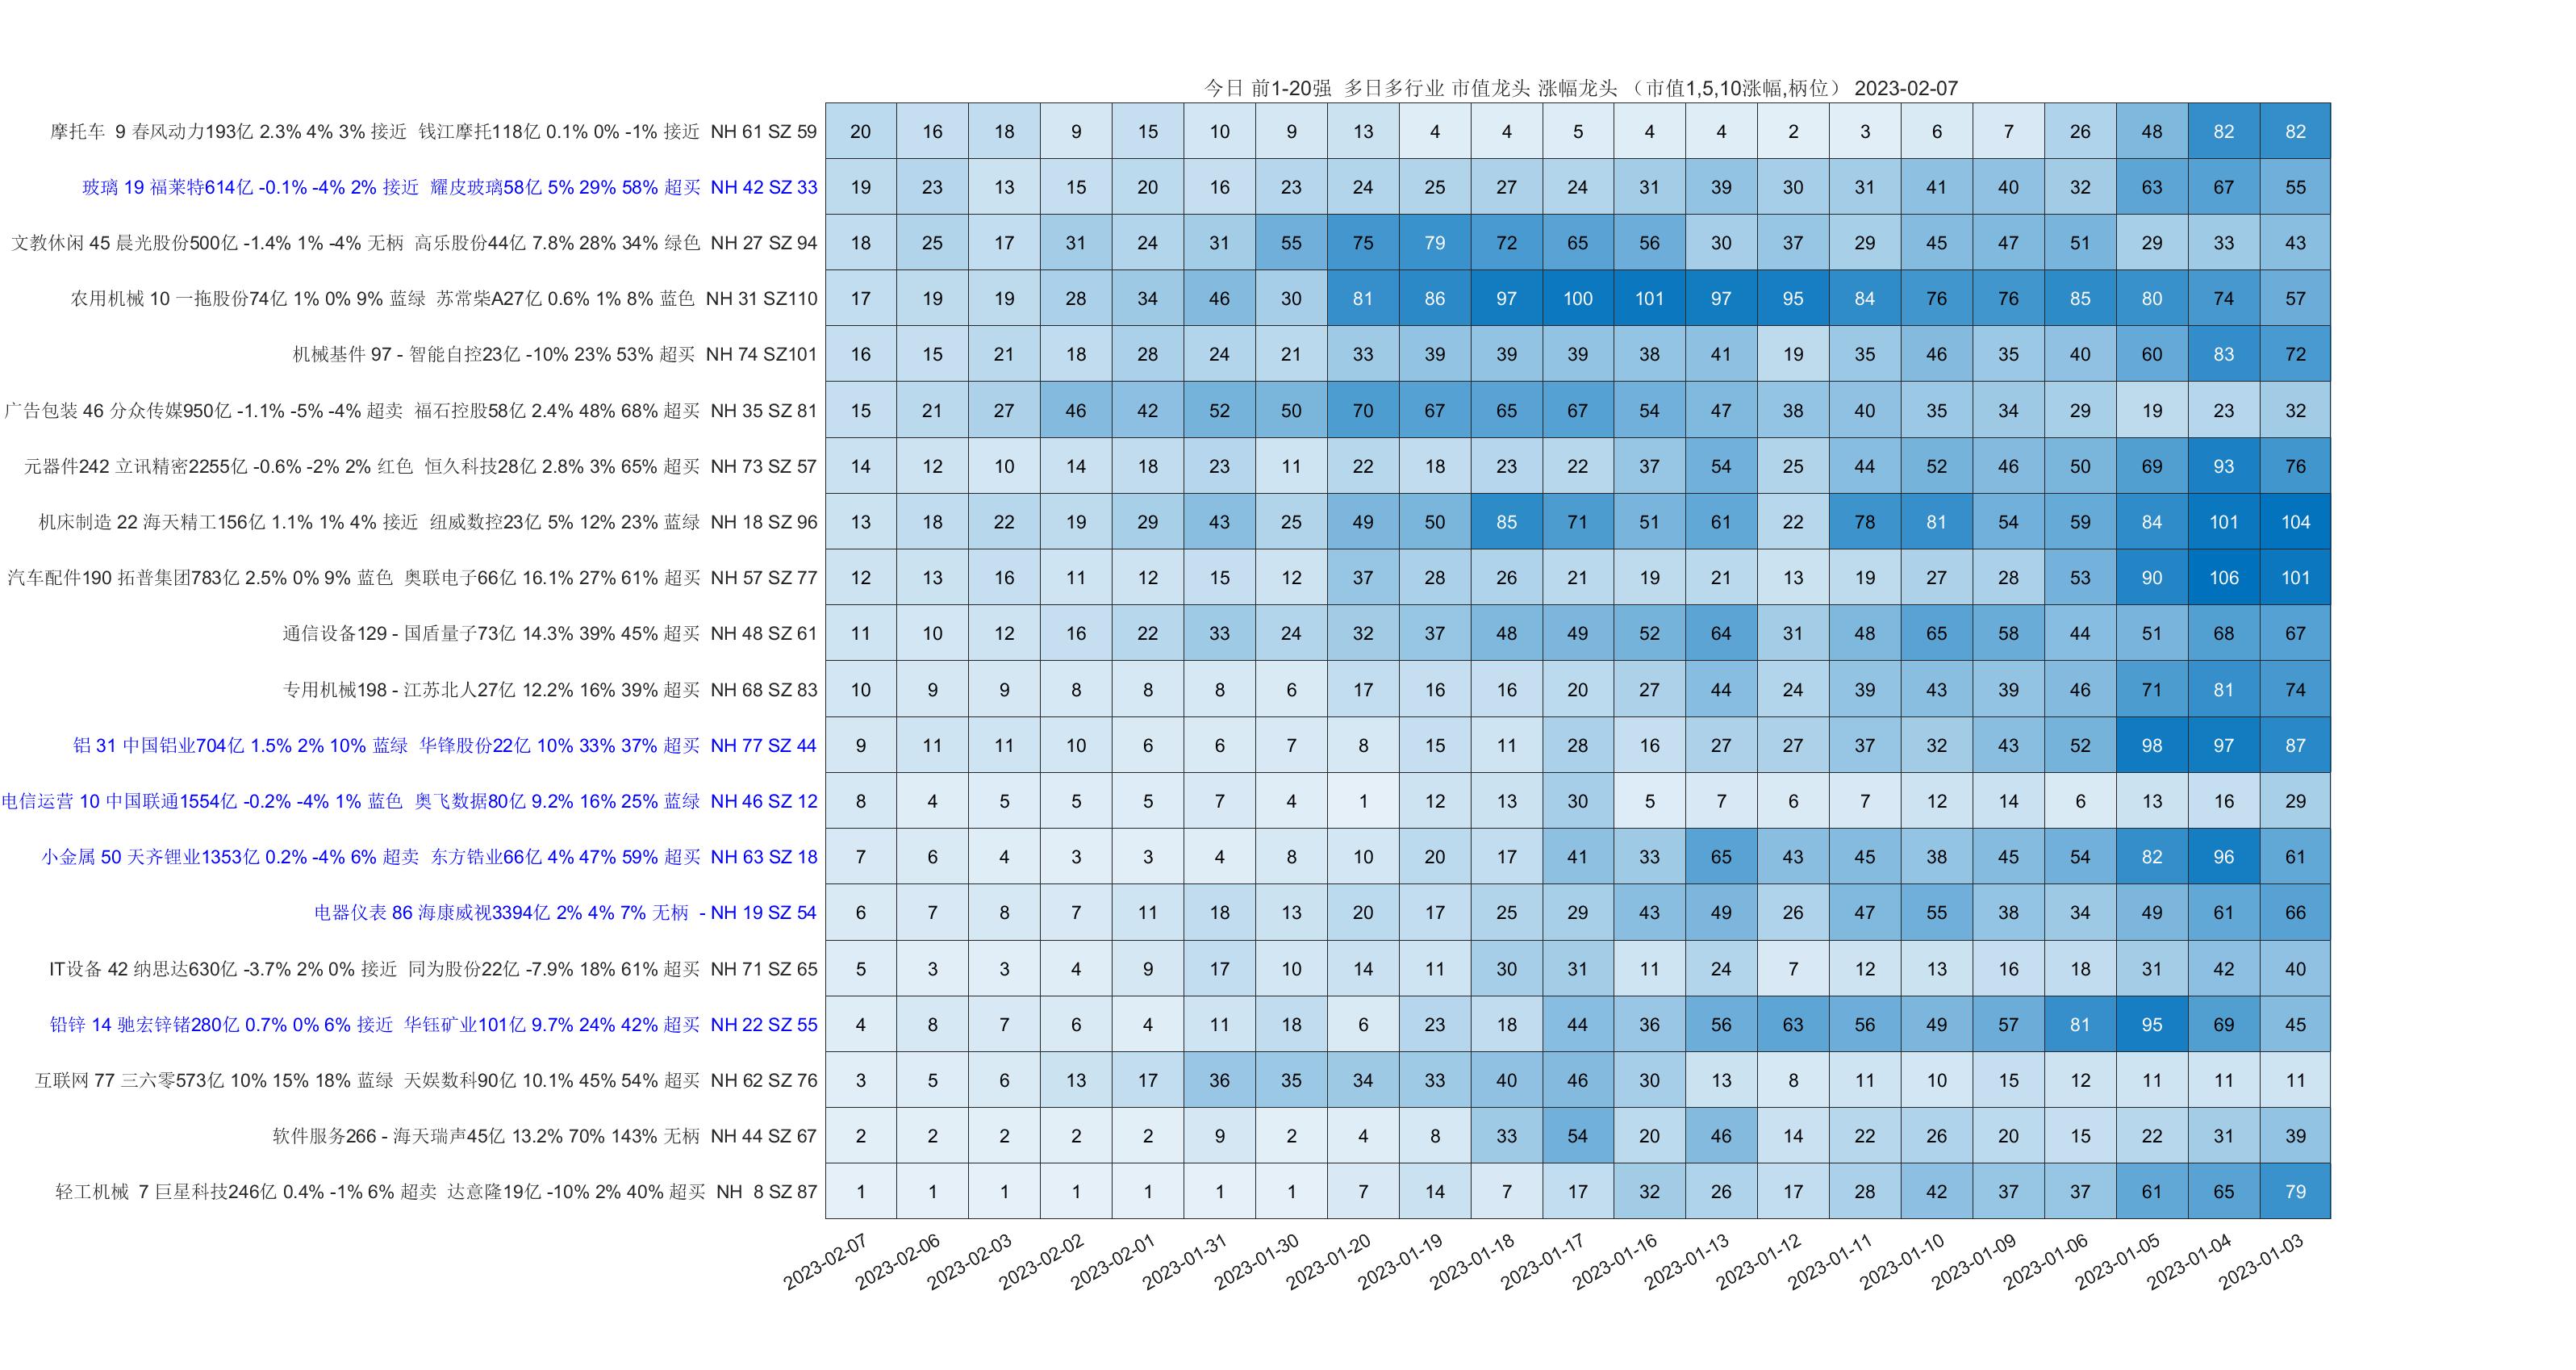 今日 前1-20强 多日多行业 市值龙头 涨幅龙头 （市值1,5,10涨幅,柄位） 2023-02-07
摩托车 9 春风动力193亿 2.3% 4% 3% 接近 钱江摩托118亿 0.1% 0% -1% 接近 NH 61 SZ 59 20 16 18 9 15 10 9 13 4 4 5 4 4 2 3 6 7 26 48 82 82
玻璃 19 福莱特614亿 -0.1% -4% 2% 接近 耀皮玻璃58亿 5% 29% 58% 超买 NH 42 SZ 33 19 23 13 15 20 16 23 24 25 27 24 31 39 30 31 41 40 32 63 67 55
文教休闲 45 晨光股份500亿 -1.4% 1% -4% 无柄 高乐股份44亿 7.8% 28% 34% 绿色 NH 27 SZ 94 18 25 17 31 24 31 55 75 79 72 65 56 30 37 29 45 47 51 29 33 43
农用机械 10 一拖股份74亿 1% 0% 9% 蓝绿 苏常柴A27亿 0.6% 1% 8% 蓝色 NH 31 SZ110 17 19 19 28 34 46 30 81 86 97 100 101 97 95 84 76 76 85 80 74 57
机械基件 97 - 智能自控23亿 -10% 23% 53% 超买 NH 74 SZ101 16 15 21 18 28 24 21 33 39 39 39 38 41 19 35 46 35 40 60 83 72
广告包装 46 分众传媒950亿 -1.1% -5% -4% 超卖 福石控股58亿 2.4% 48% 68% 超买 NH 35 SZ 81 15 21 27 46 42 52 50 70 67 65 67 54 47 38 40 35 34 29 19 23 32
元器件242 立讯精密2255亿 -0.6% -2% 2% 红色 恒久科技28亿 2.8% 3% 65% 超买 NH 73 SZ 57 14 12 10 14 18 23 11 22 18 23 22 37 54 25 44 52 46 50 69 93 76
机床制造 22 海天精工156亿 1.1% 1% 4% 接近 纽威数控23亿 5% 12% 23% 蓝绿 NH 18 SZ 96 13 18 22 19 29 43 25 49 50 85 71 51 61 22 78 81 54 59 84 101 104
汽车配件190 拓普集团783亿 2.5% 0% 9% 蓝色 奥联电子66亿 16.1% 27% 61% 超买 NH 57 SZ 77 12 13 16 11 12 15 12 37 28 26 21 19 21 13 19 27 28 53 90 106 101
通信设备129 - 国盾量子73亿 14.3% 39% 45% 超买 NH 48 SZ 61 11 10 12 16 22 33 24 32 37 48 49 52 64 31 48 65 58 44 51 68 67
专用机械198 - 江苏北人27亿 12.2% 16% 39% 超买 NH 68 SZ 83 10 9 9 8 8 8 6 17 16 16 20 27 44 24 39 43 39 46 71 81 74
铝 31 中国铝业704亿 1.5% 2% 10% 蓝绿 华锋股份22亿 10% 33% 37% 超买 NH 77 SZ 44 9 11 11 10 6 6 7 8 15 11 28 16 27 27 37 32 43 52 98 97 87
电信运营 10 中国联通1554亿 -0.2% -4% 1% 蓝色 奥飞数据80亿 9.2% 16% 25% 蓝绿 NH 46 SZ 12 8 4 5 5 5 7 4 1 12 13 30 5 7 6 7 12 14 6 13 16 29
小金属 50 天齐锂业1353亿 0.2% -4% 6% 超卖 东方锆业66亿 4% 47% 59% 超买 NH 63 SZ 18 7 6 4 3 3 4 8 10 20 17 41 33 65 43 45 38 45 54 82 96 61
电器仪表 86 海康威视3394亿 2% 4% 7% 无柄 - NH 19 SZ 54 6 7 8 7 11 18 13 20 17 25 29 43 49 26 47 55 38 34 49 61 66
IT设备 42 纳思达630亿 -3.7% 2% 0% 接近 同为股份22亿 -7.9% 18% 61% 超买 NH 71 SZ 65 5 3 3 4 9 17 10 14 11 30 31 11 24 7 12 13 16 18 31 42 40
铅锌 14 驰宏锌锗280亿 0.7% 0% 6% 接近 华钰矿业101亿 9.7% 24% 42% 超买 NH 22 SZ 55 4 8 7 6 4 11 18 6 23 18 44 36 56 63 56 49 57 81 95 69 45
互联网 77 三六零573亿 10% 15% 18% 蓝绿 天娱数科90亿 10.1% 45% 54% 超买 NH 62 SZ 76 3 5 6 13 17 36 35 34 33 40 46 30 13 8 11 10 15 12 11 11 11
软件服务266 - 海天瑞声45亿 13.2% 70% 143% 无柄 NH 44 SZ 67 2 2 2 2 2 9 2 4 8 33 54 20 46 14 22 26 20 15 22 31 39
轻工机械 7 巨星科技246亿 0.4% -1% 6% 超卖 达意隆19亿 -10% 2% 40% 超买 NH 8 SZ 87 1 1 1 1 1 1 1 7 14 7 17 32 26 17 28 42 37 37 61 65 79
2023-02-07 2023-02-06 2023-02-03 2023-02-02 2023-02-01 2023-01-31 2023-01-30 2023-01-20 2023-01-19 2023-01-18 2023-01-17 2023-01-16 2023-01-13 2023-01-12 2023-01-11 2023-01-10 2023-01-09 2023-01-06 2023-01-05 2023-01-04 2023-01-03